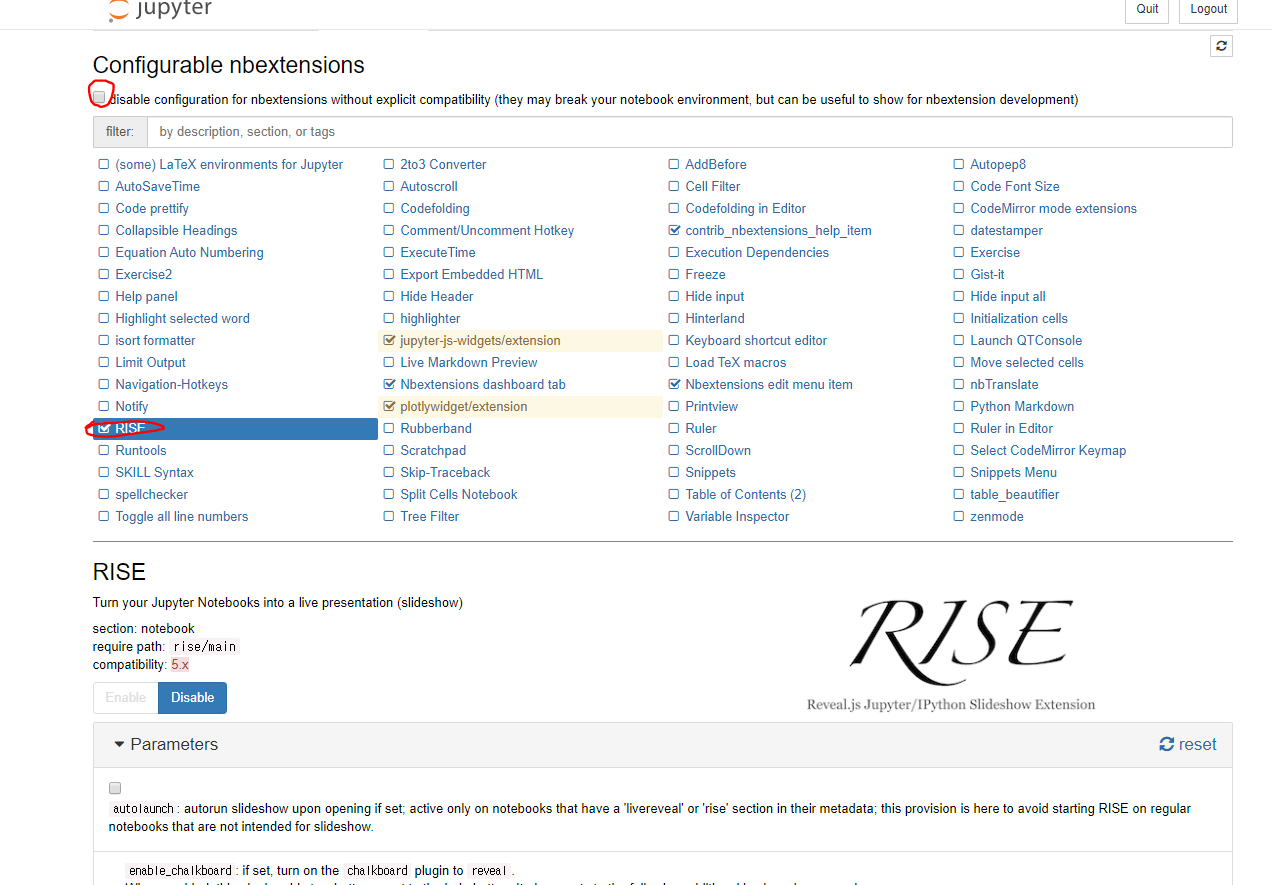 jupyter
Quit Logout
Configurable nbextensions
disable configuration for nbextensions without explicit compatibility (they may break your notebook environment, but can be useful to show for nbextension development)
filter: by description, section, or tags
(some) LaTeX environments for Jupyter 2to3 Converter AddBefore Autopep8
AutoSaveTime Autoscroll Cell Filter Code Font Size
Code prettify Codefolding Codefolding in Editor CodeMirror mode extensions
Collapsible Headings Comment/Uncomment Hotkey contrib_nbextensions_help_item datestamper
Equation Auto Numbering ExecuteTime Execution Dependencies Exercise
Exercise2 Export Embedded HTML Freeze Gist-it
Help panel Hide Header Hide input Hide input all
Highlight selected word highlighter Hinterland Initialization cells
isort formatter jupyter-js-widgets/extension Keyboard shortcut editor Launch QTConsole
Limit Output Live Markdown Preview Load TeX macros Move selected cells
Navigation-Hotkeys Nbextensions dashboard tab Nbextensions edit menu item nbTranslate
Notify plotlywidget/extension Printview Python Markdown
RISE Rubberband Ruler Ruler in Editor
Runtools Scratchpad ScrollDown Select CodeMirror Keymap
SKILL Syntax Skip-Traceback Snippets Snippets Menu
spellchecker Split Cells Notebook Table of Contents (2) table_beautifier
Toggle all line numbers Tree Filter Variable Inspector zenmode
RISE
Turn your Jupyter Notebooks into a live presentation (slideshow)
section: notebook
require path: rise/main
compatibility: 5.x
Enable Disable
RISE
Reveal.js Jupyter/IPython Slideshow Extension
Parameters reset
autolaunch: autorun slideshow upon opening if set; active only on notebooks that have a 'livereveal' or 'rise' section in their metadata; this provision is here to avoid starting RISE on regular
notebooks that are not intended for slideshow.
enable_chalkboard: if set, turn on the chalkboard plugin to reveal.